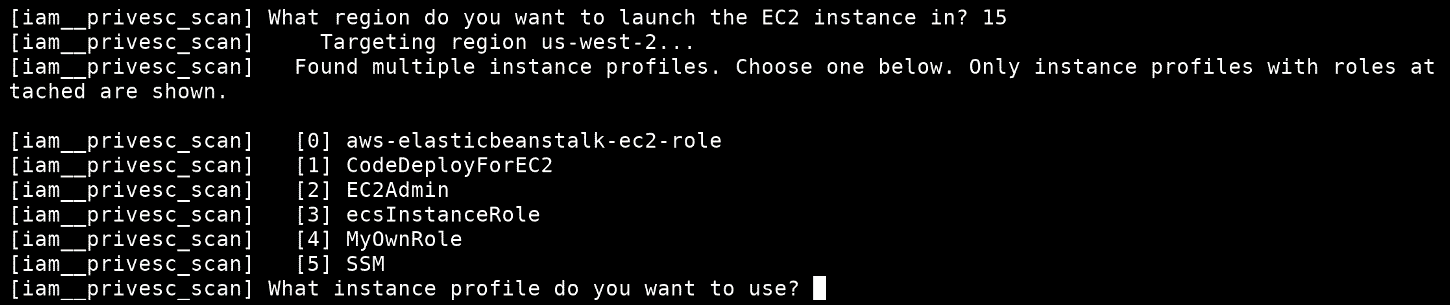 [iam__privesc_scan] What region do you want to launch the EC2 instance in? 15
[iam__privesc_scan]     Targeting region us-west-2...
[iam__privesc_scan]   Found multiple instance profiles. Choose one below. Only instance profiles with roles at
tached are shown.
[iam__privesc_scan]   [0] aws-elasticbeanstalk-ec2-role
[iam__privesc_scan]   [1] CodeDeployForEC2
[iam__privesc_scan]   [2] EC2Admin
[iam__privesc_scan]   [3] ecsInstanceRole
[iam__privesc_scan]   [4] MyOwnRole
[iam__privesc_scan]   [5] SSM
[iam__privesc_scan] What instance profile do you want to use?